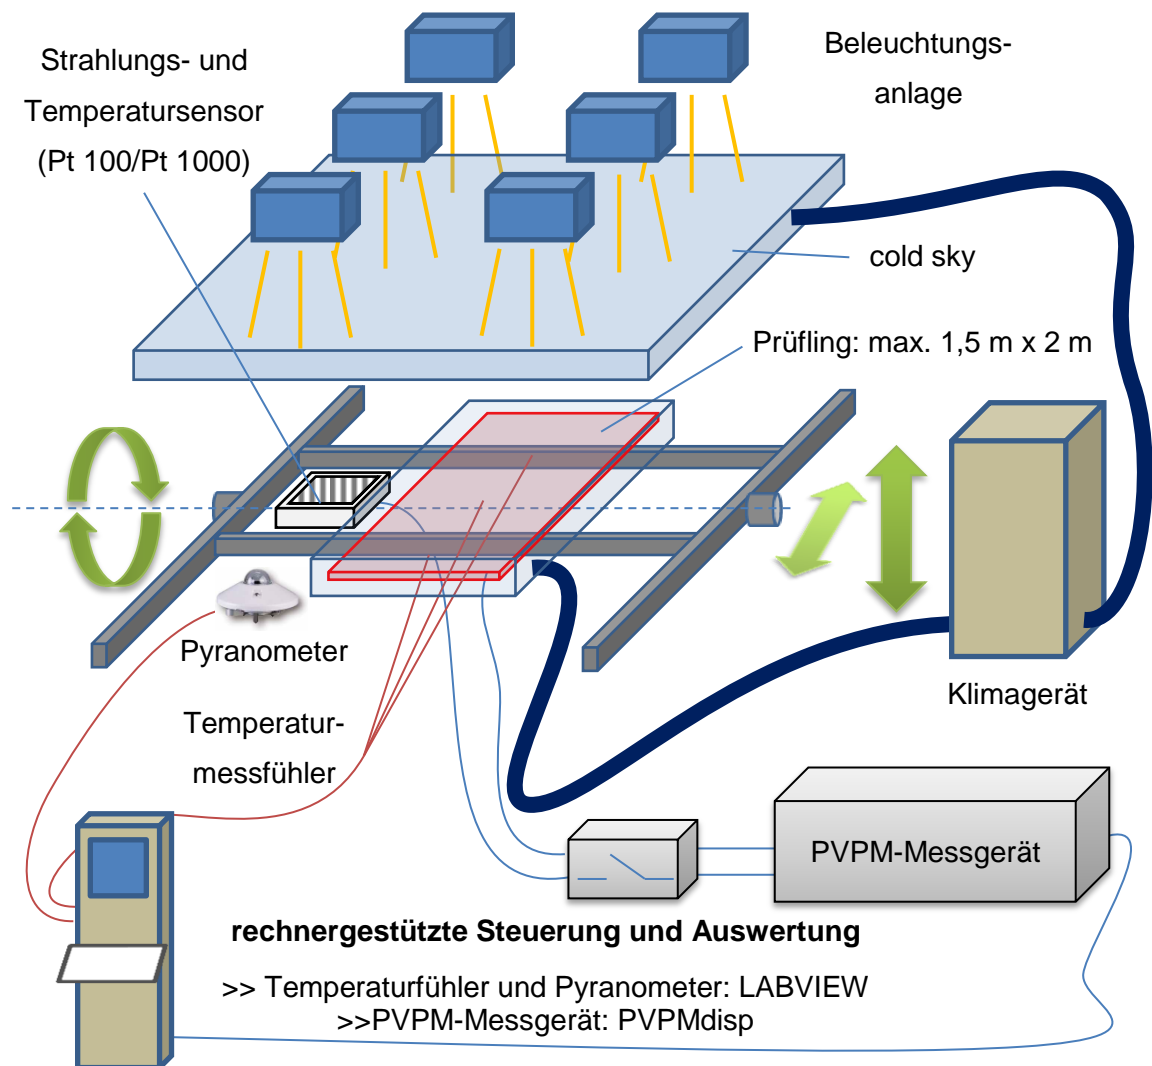 Strahlungs- und
Temperatursensor
(Pt 100/Pt 1000)
Beleuchtungs-
anlage
cold sky
Prüfling: max. 1,5 m x 2 m
Pyranometer
Klimagerät
Temperatur-
messfühler
PVPM-Messgerät
rechnergestützte Steuerung und Auswertung
>> Temperaturfühler und Pyranometer: LABVIEW
>>PVPM-Messgerät: PVPMdisp